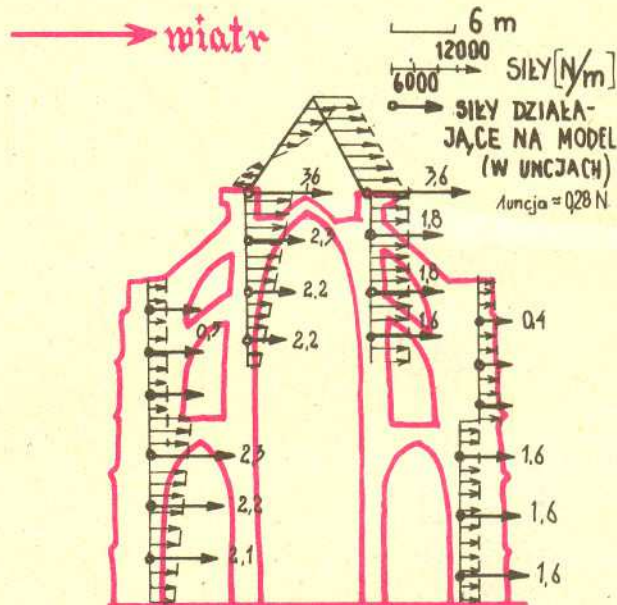 wiatr
6 m
12000
6000
SIŁY [N/m]
SIŁY DZIAŁA-
JĄCE NA MODEL
(W UNCJACH)
1uncja = 0,28 N
3,6
3,6
2,3
1,8
2,2
1,8
2,2
1,6
0,9
0,4
2,3
1,6
2,2
1,6
2,1
1,6